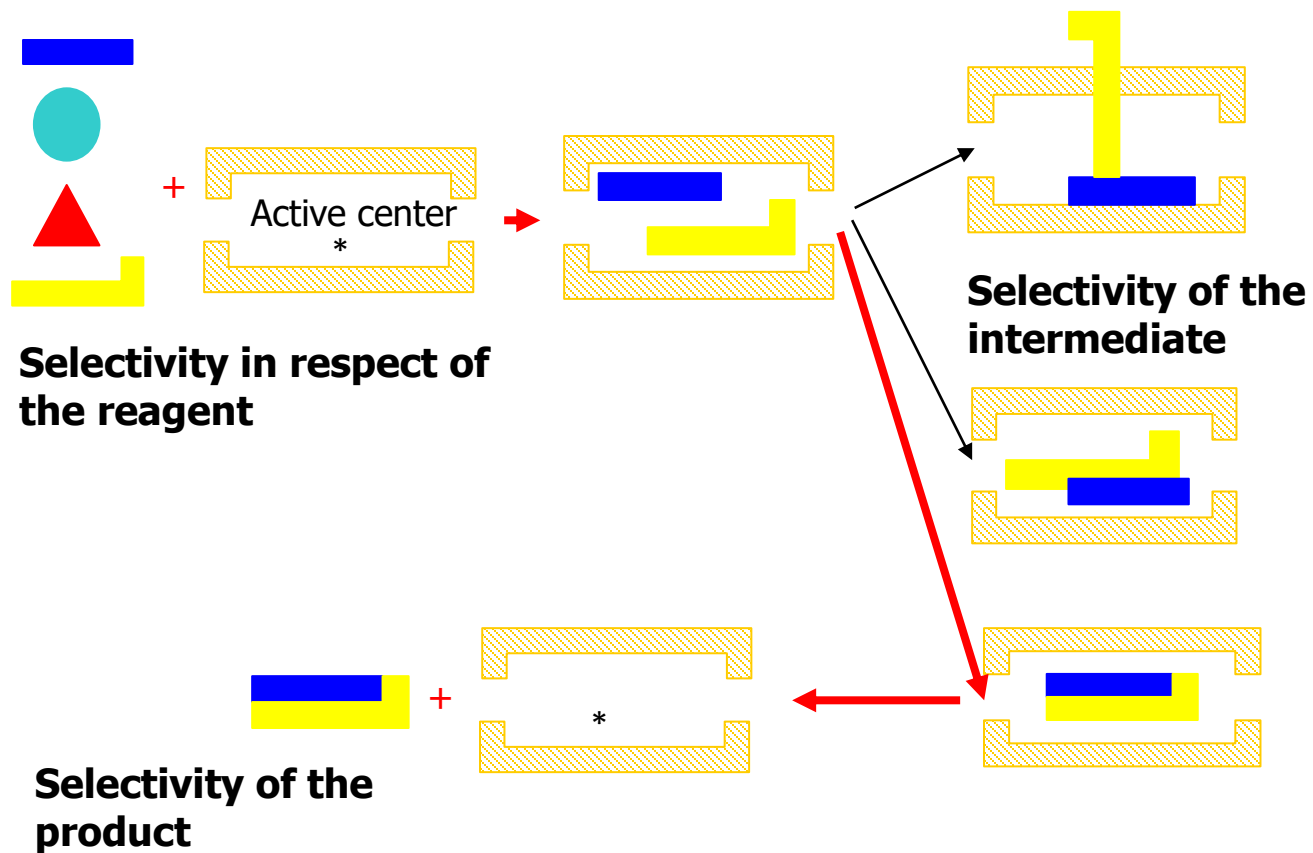 +
Active center
*
Selectivity in respect of
the reagent
Selectivity of the
intermediate
+
*
Selectivity of the
product